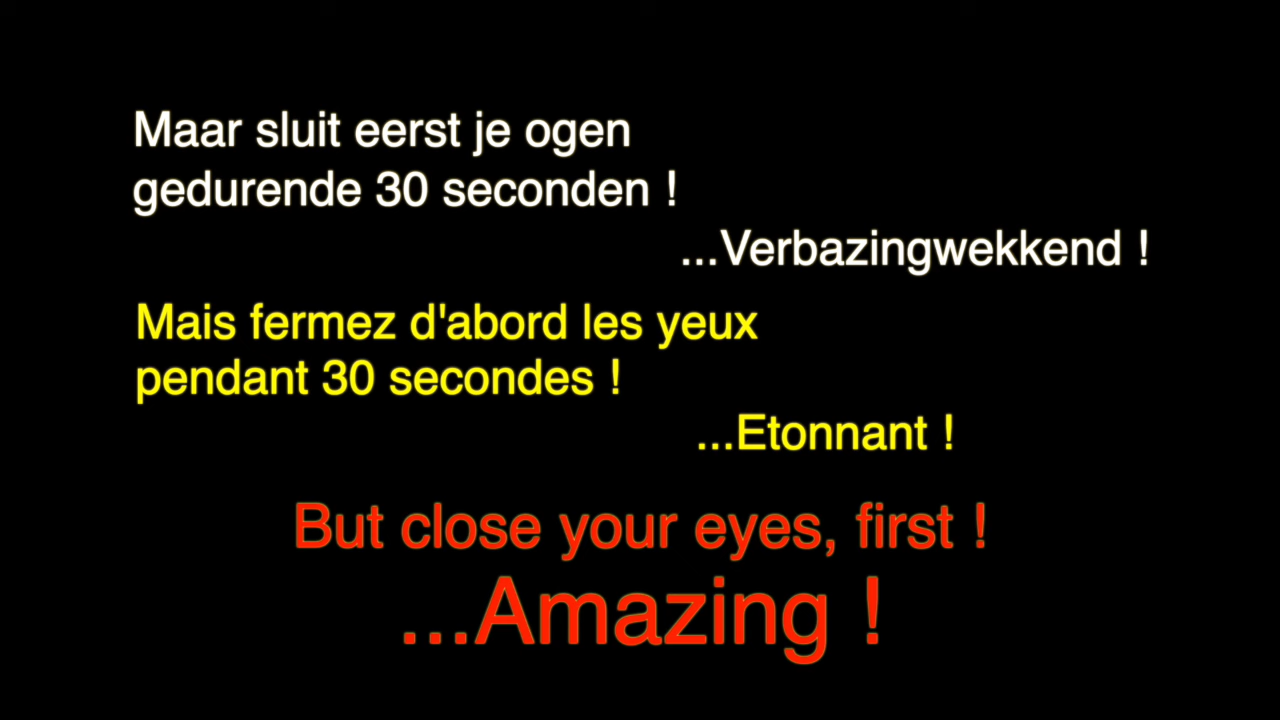 Maar sluit eerst je ogen
gedurende 30 seconden !
...Verbazingwekkend !
Mais fermez d'abord les yeux
pendant 30 secondes !
...Etonnant !
But close your eyes, first !
...Amazing !